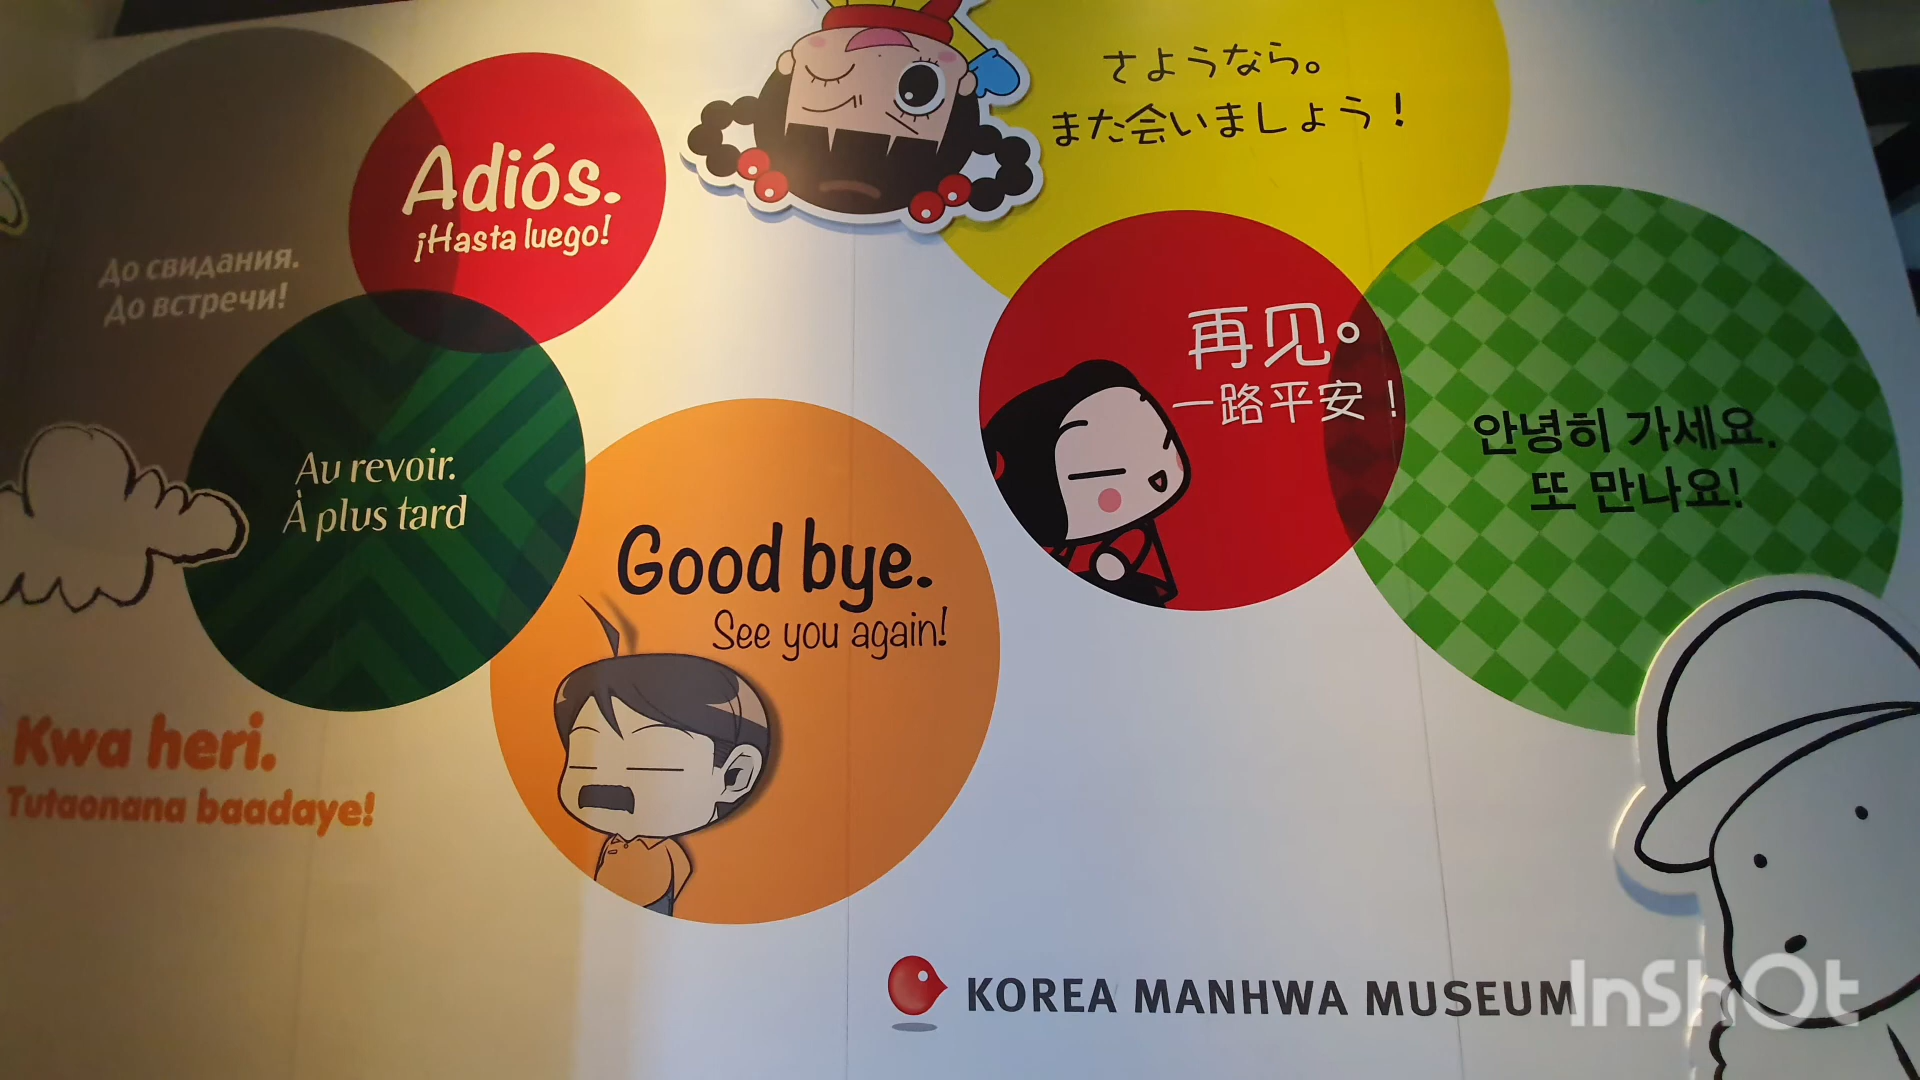 До свидания.
До встречи!
Adiós.
¡Hasta luego!
さようなら。
また会いましょう！
再见。
一路平安！
안녕히 가세요.
또 만나요!
Au revoir.
À plus tard
Good bye.
See you again!
Kwa heri.
Tutaonana baadaye!
KOREA MANHWA MUSEUM
InShOt